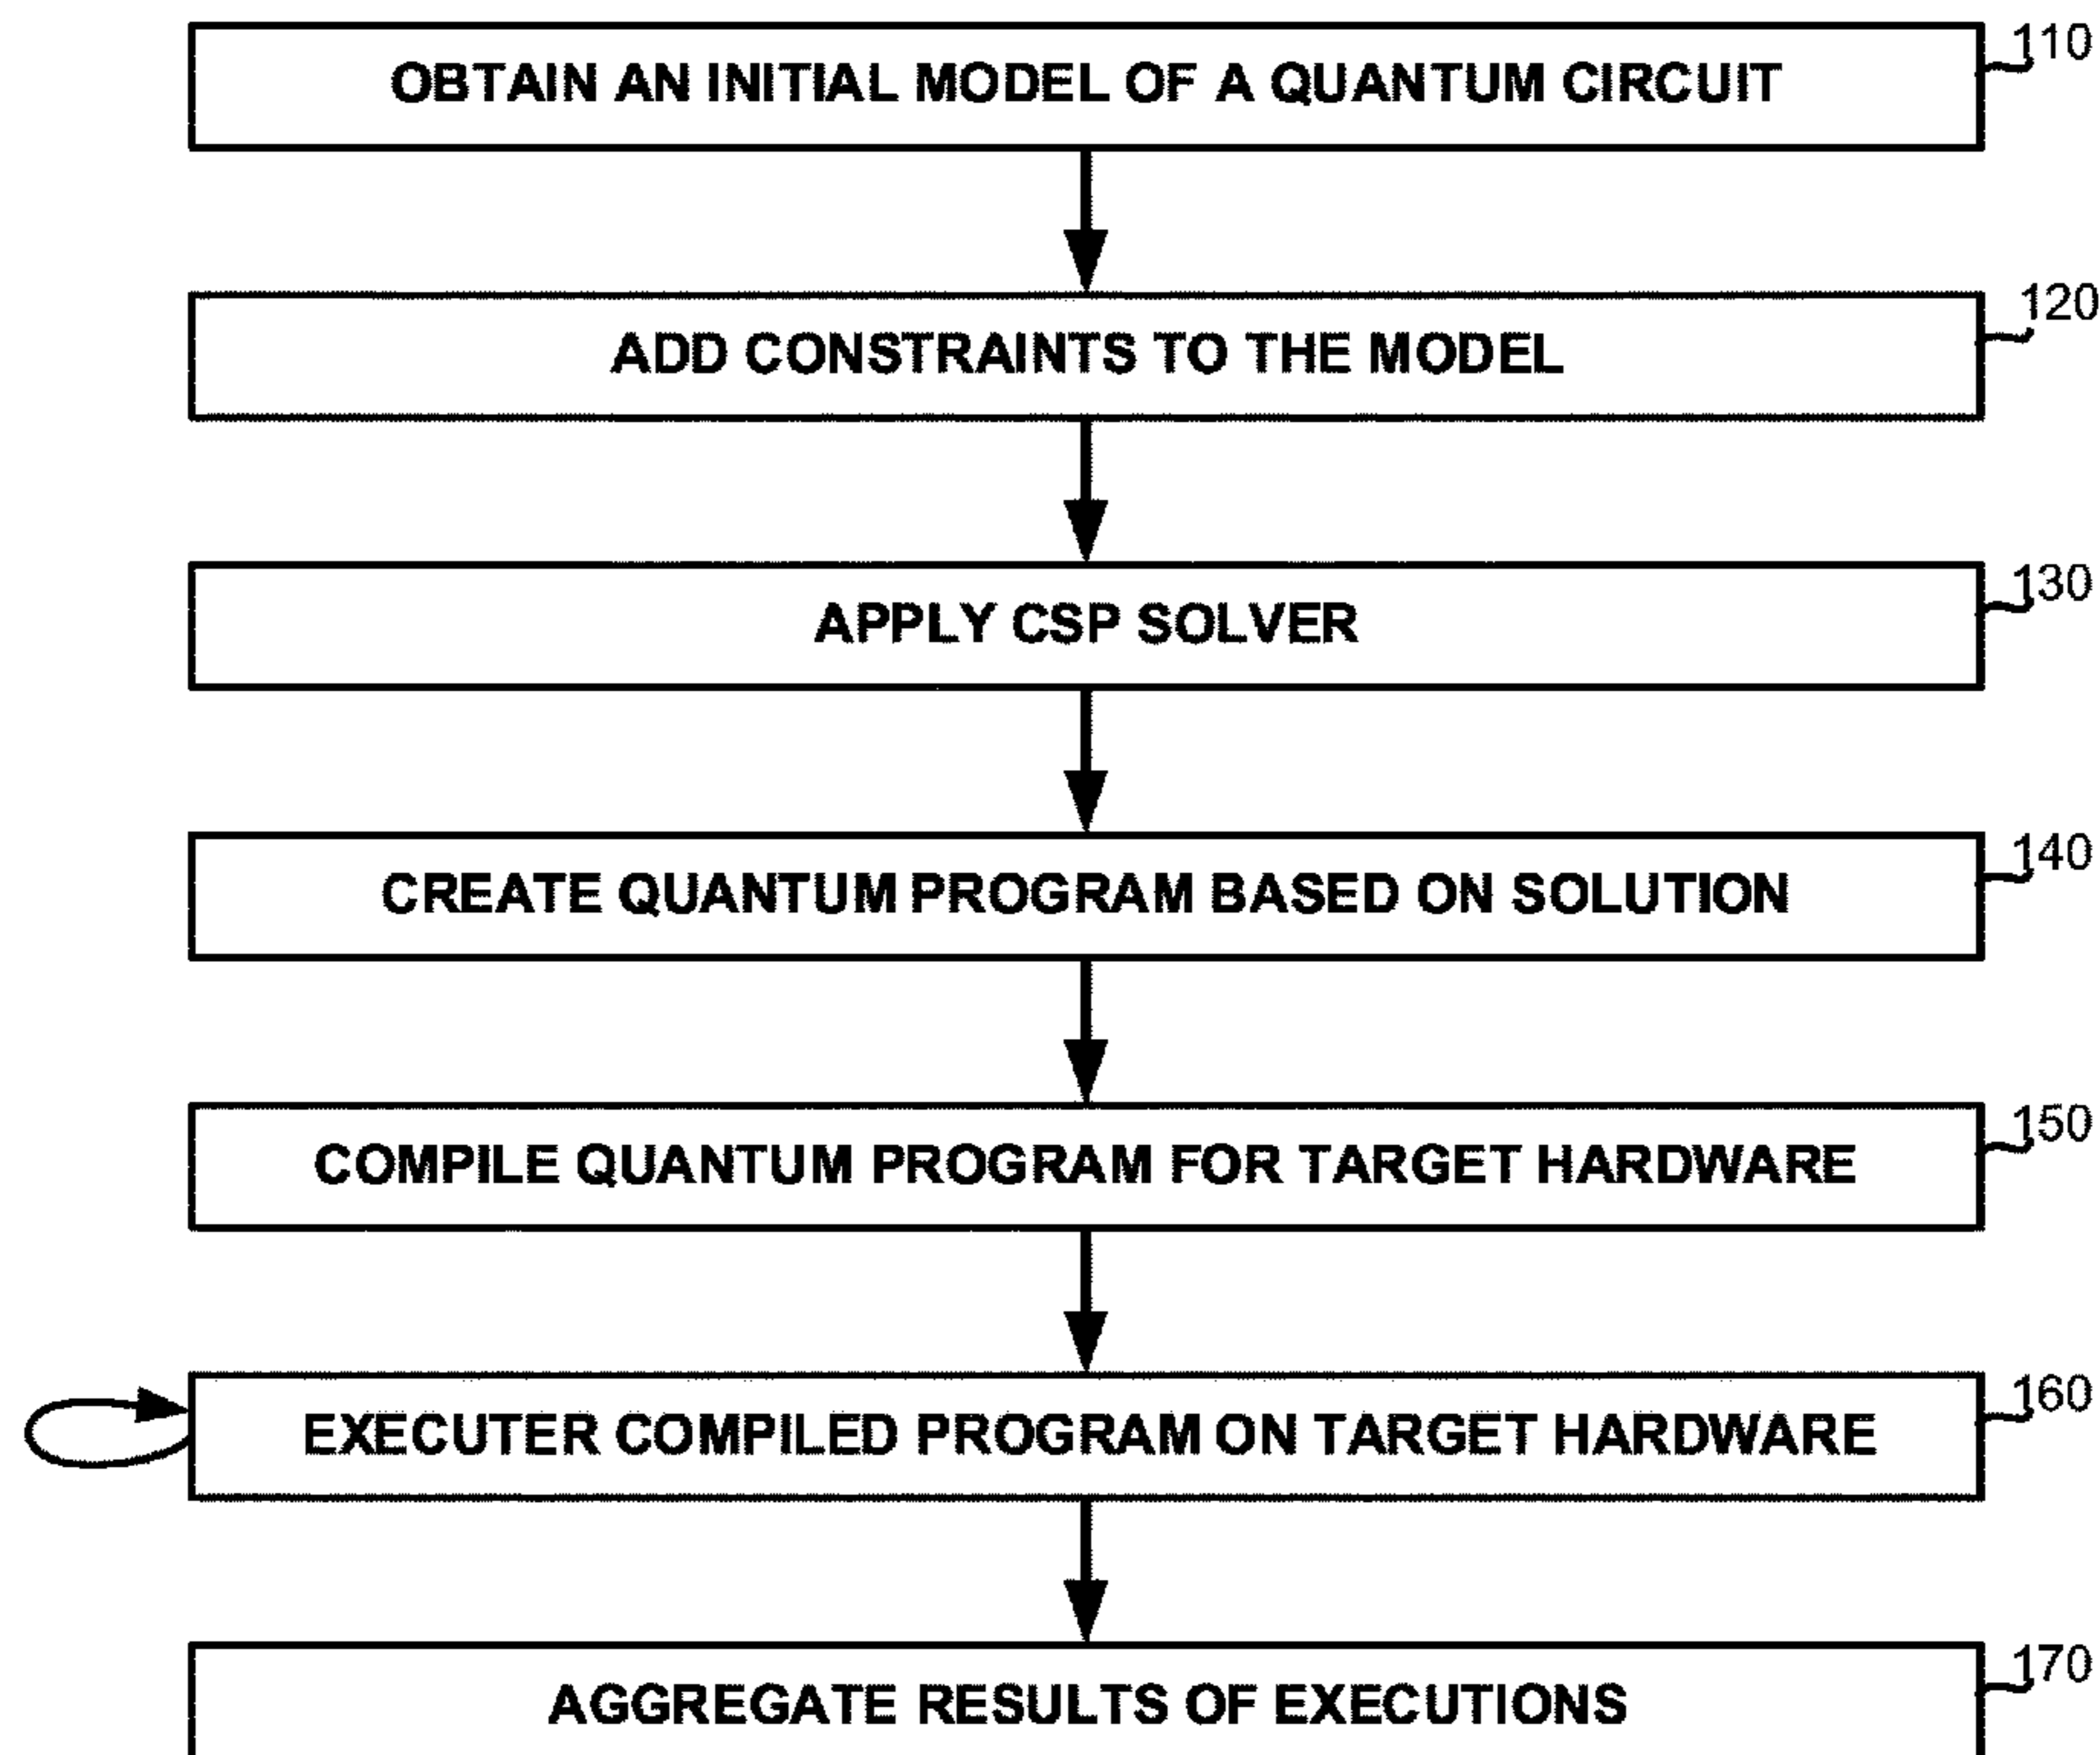 110
OBTAIN AN INITIAL MODEL OF A QUANTUM CIRCUIT
120
ADD CONSTRAINTS TO THE MODEL
130
APPLY CSP SOLVER
140
CREATE QUANTUM PROGRAM BASED ON SOLUTION
150
COMPILE QUANTUM PROGRAM FOR TARGET HARDWARE
160
EXECUTER COMPILED PROGRAM ON TARGET HARDWARE
170
AGGREGATE RESULTS OF EXECUTIONS